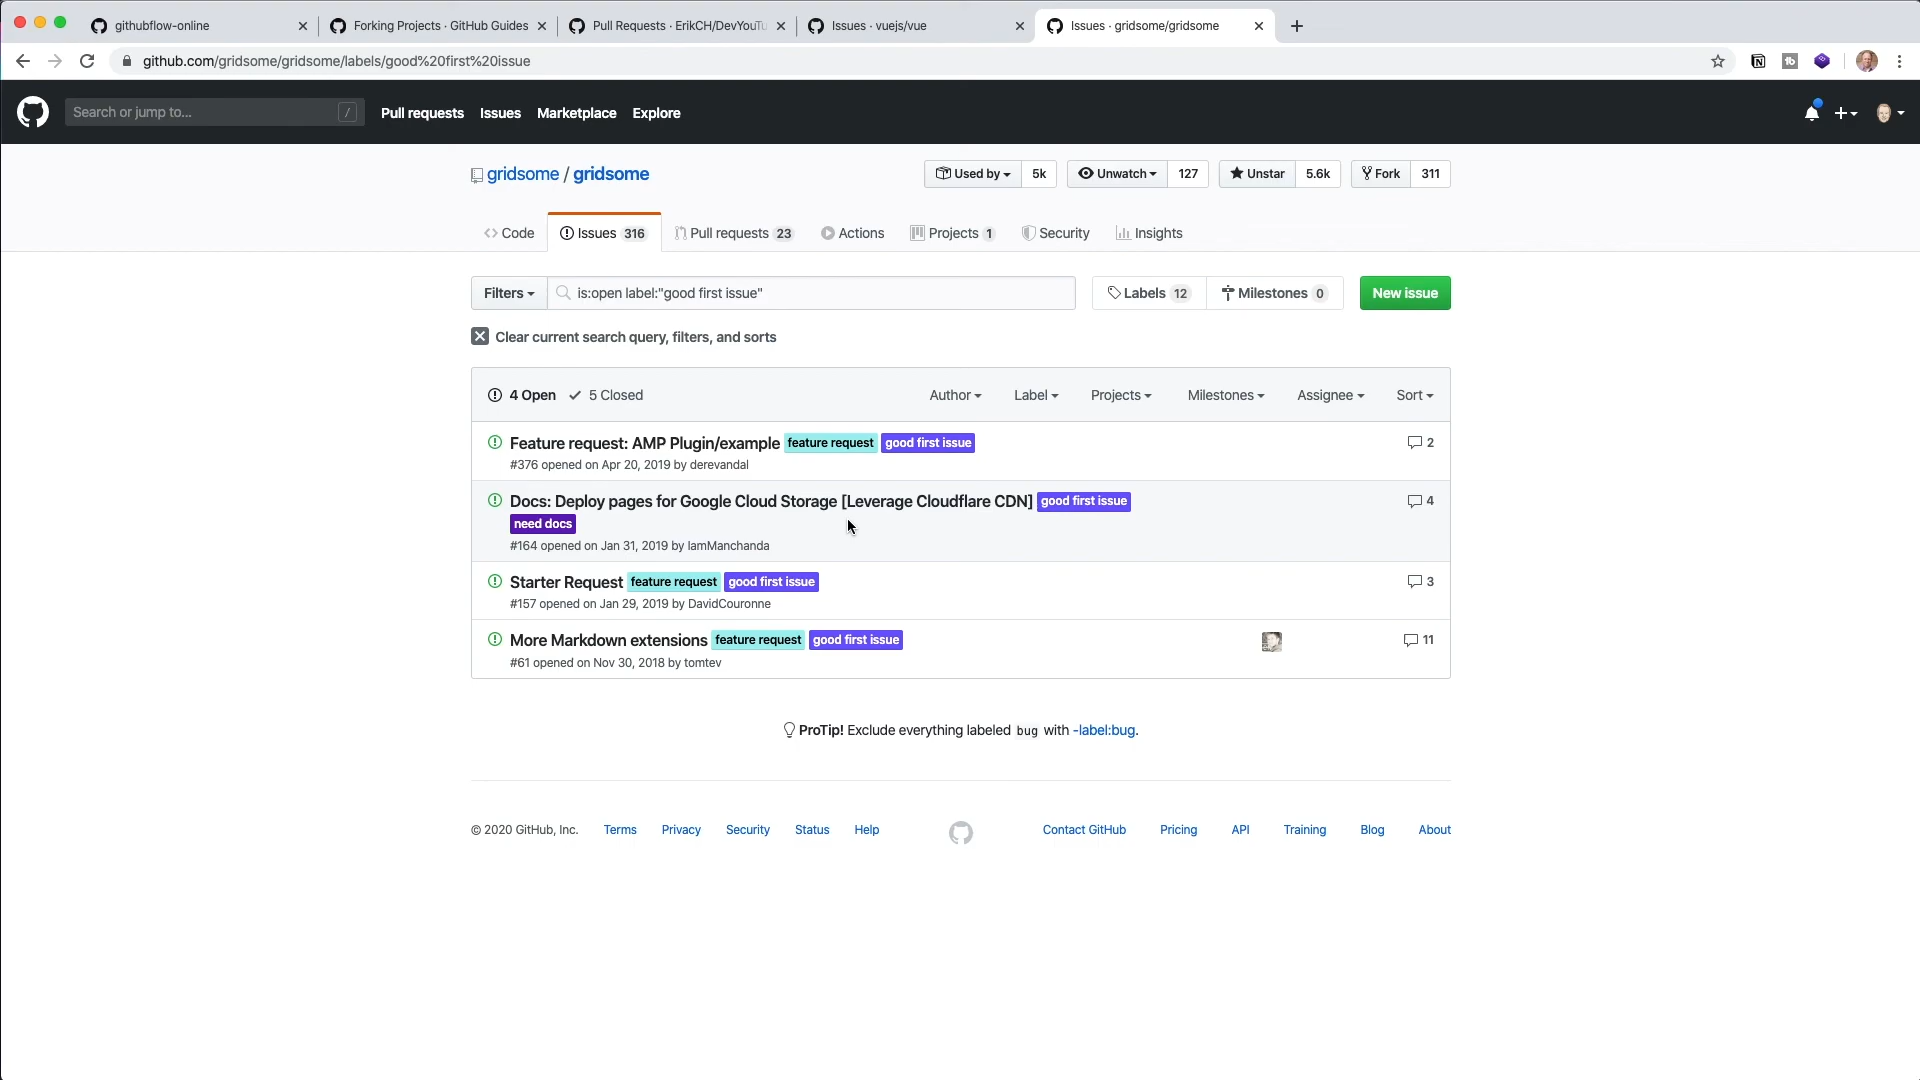 githubflow-online
Forking Projects · GitHub Guides
Pull Requests · ErikCH/DevYouTu
Issues · vuejs/vue
Issues · gridsome/gridsome
github.com/gridsome/gridsome/labels/good%20first%20issue
Search or jump to... /
Pull requests Issues Marketplace Explore
gridsome / gridsome
Used by 5k Unwatch 127 Unstar 5.6k Fork 311
Code Issues 316 Pull requests 23 Actions Projects 1 Security Insights
Filters is:open label:"good first issue" Labels 12 Milestones 0 New issue
Clear current search query, filters, and sorts
4 Open 5 Closed Author Label Projects Milestones Assignee Sort
Feature request: AMP Plugin/example feature request good first issue 2
#376 opened on Apr 20, 2019 by derevandal
Docs: Deploy pages for Google Cloud Storage [Leverage Cloudflare CDN] good first issue 4
need docs
#164 opened on Jan 31, 2019 by IamManchanda
Starter Request feature request good first issue 3
#157 opened on Jan 29, 2019 by DavidCouronne
More Markdown extensions feature request good first issue 11
#61 opened on Nov 30, 2018 by tomtev
ProTip! Exclude everything labeled bug with -label:bug.
© 2020 GitHub, Inc. Terms Privacy Security Status Help Contact GitHub Pricing API Training Blog About